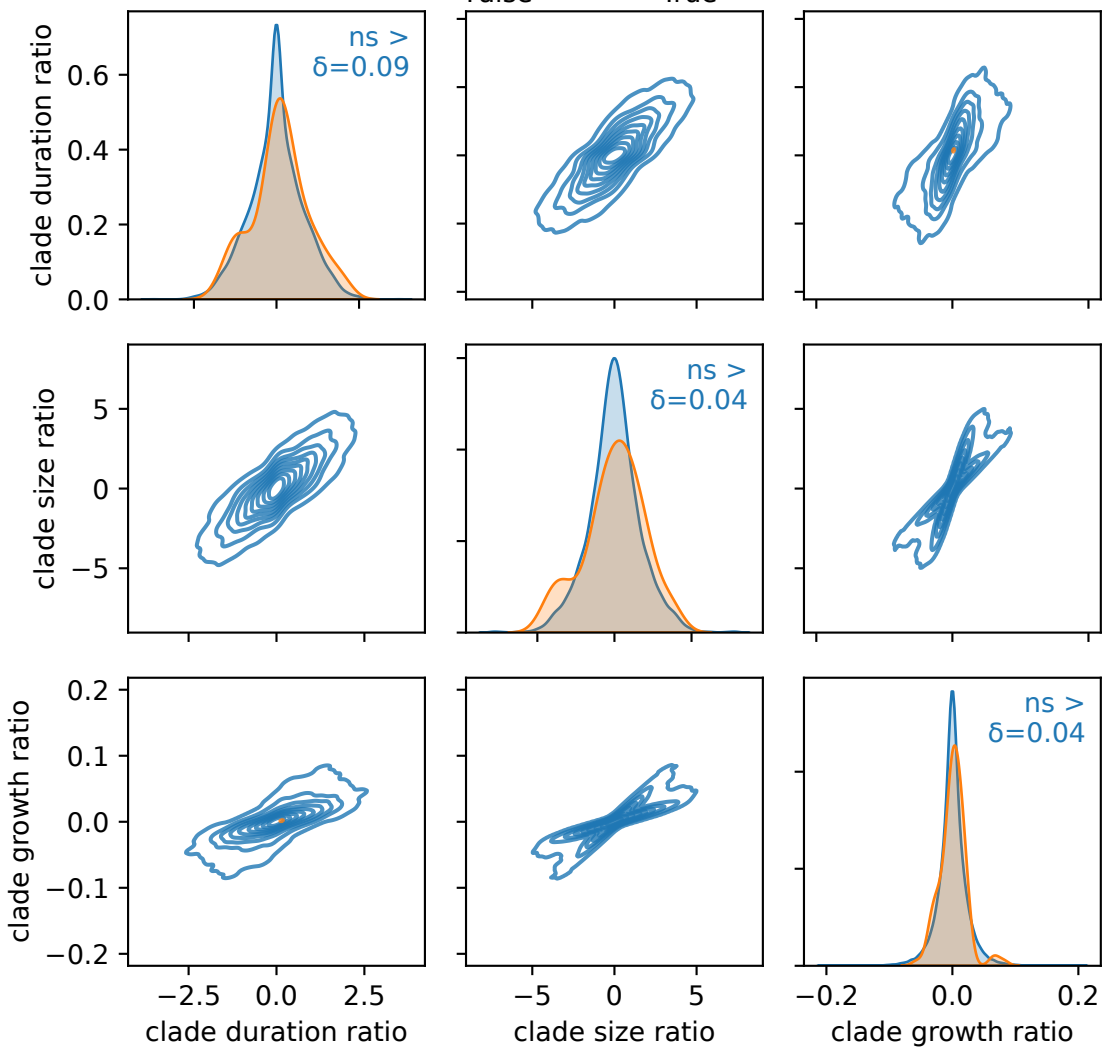 True
clade duration ratio
0.6
0.4
0.2
0.0
ns >
δ=0.09
clade size ratio
5
0
−5
ns >
δ=0.04
clade growth ratio
0.2
0.1
0.0
−0.1
−0.2
ns >
δ=0.04
−2.5 0.0 2.5
−5 0 5
−0.2 0.0 0.2
clade duration ratio
clade size ratio
clade growth ratio